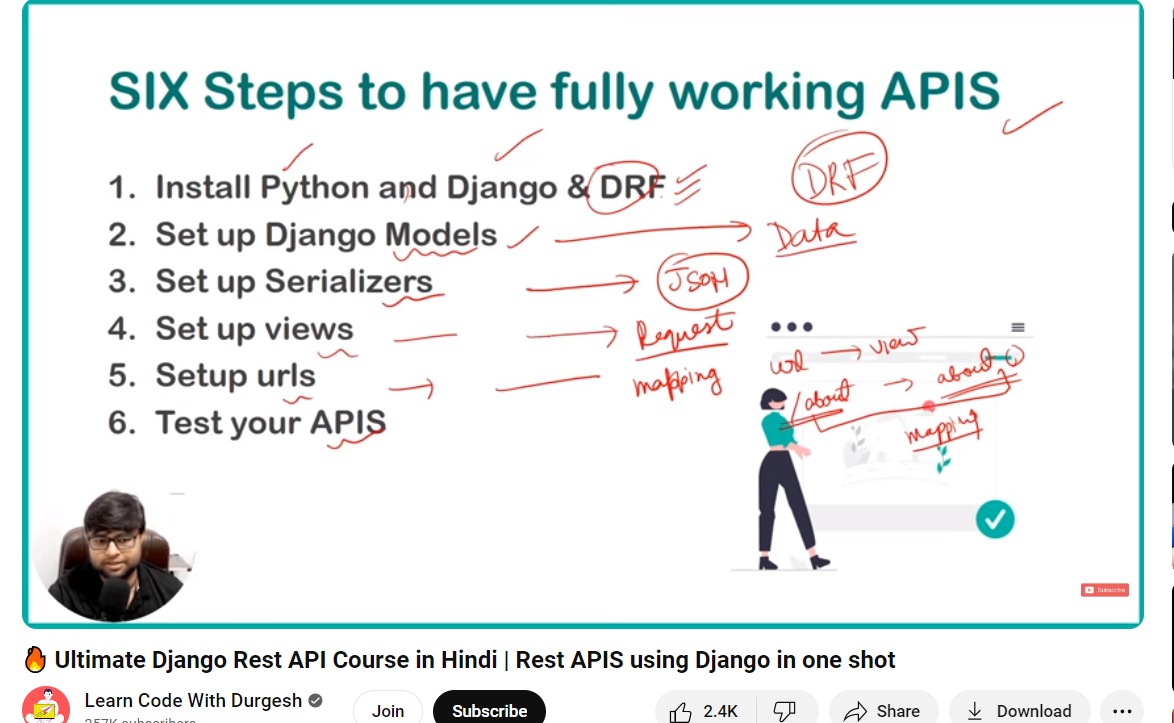 SIX Steps to have fully working APIS
1. Install Python and Django & DRF
DRF
2. Set up Django Models
Data
3. Set up Serializers
JSON
4. Set up views
Request
url → view
5. Setup urls
mapping
/about → about()
mapping
6. Test your APIS
Subscribe
🔥 Ultimate Django Rest API Course in Hindi | Rest APIS using Django in one shot
Learn Code With Durgesh
257K subscribers
Join
Subscribe
2.4K
Share
Download